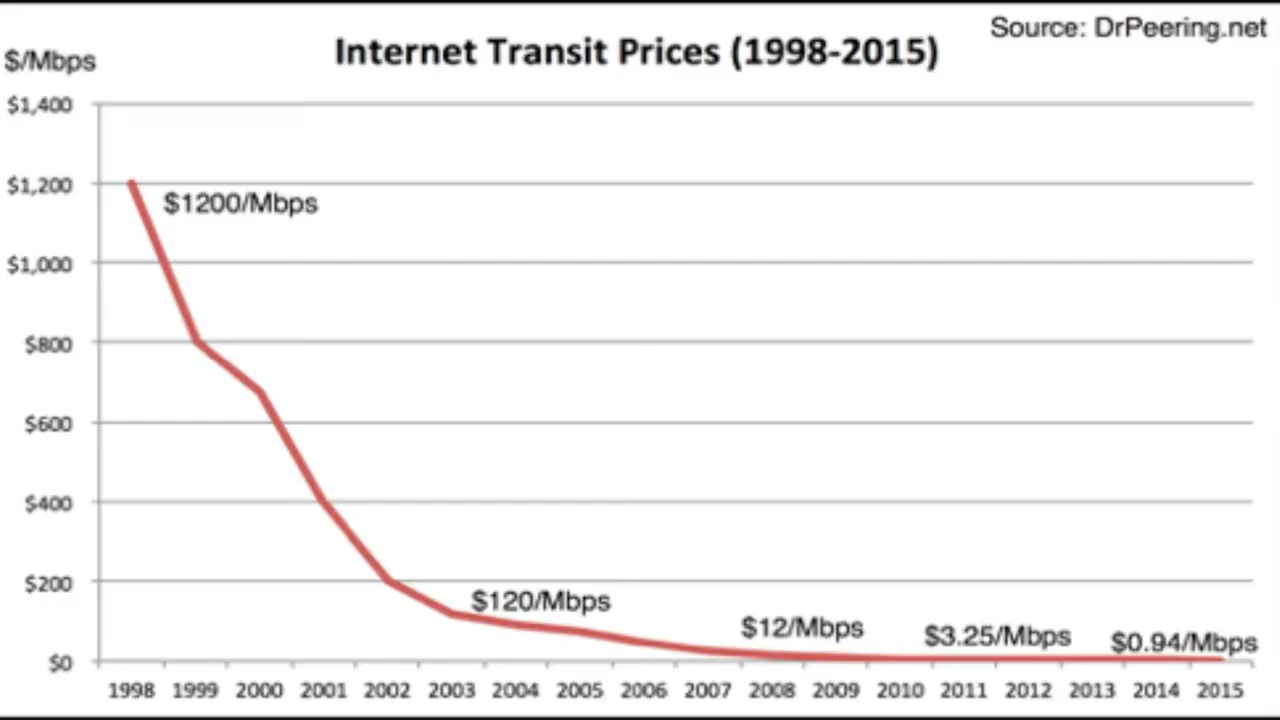 Source: DrPeering.net
Internet Transit Prices (1998-2015)
$/Mbps
$1,400
$1,200
$1200/Mbps
$1,000
$800
$600
$400
$200
$120/Mbps
$12/Mbps
$3.25/Mbps
$0.94/Mbps
$0
1998 1999 2000 2001 2002 2003 2004 2005 2006 2007 2008 2009 2010 2011 2012 2013 2014 2015